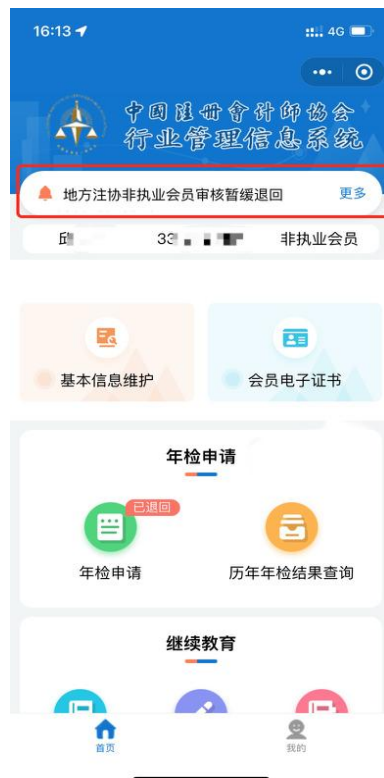 16:13
4G
中国注册会计师协会
行业管理信息系统
地方注协非执业会员审核暂缓退回 更多
邱 33 非执业会员
基本信息维护 会员电子证书
年检申请
已退回
年检申请 历年年检结果查询
继续教育
首页 我的